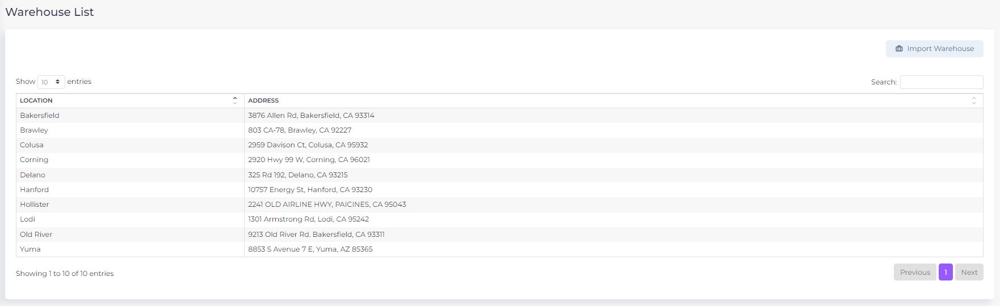 Warehouse List
Import Warehouse
Show 10 entries Search:
LOCATION ADDRESS
Bakersfield 3876 Allen Rd, Bakersfield, CA 93314
Brawley 803 CA-78, Brawley, CA 92227
Colusa 2959 Davison Ct, Colusa, CA 95932
Corning 2920 Hwy 99 W, Corning, CA 96021
Delano 325 Rd 192, Delano, CA 93215
Hanford 10757 Energy St, Hanford, CA 93230
Hollister 2241 OLD AIRLINE HWY, PAICINES, CA 95043
Lodi 1301 Armstrong Rd, Lodi, CA 95242
Old River 9213 Old River Rd. Bakersfield, CA 93311
Yuma 8853 S Avenue 7 E, Yuma, AZ 85365
Showing 1 to 10 of 10 entries Previous 1 Next